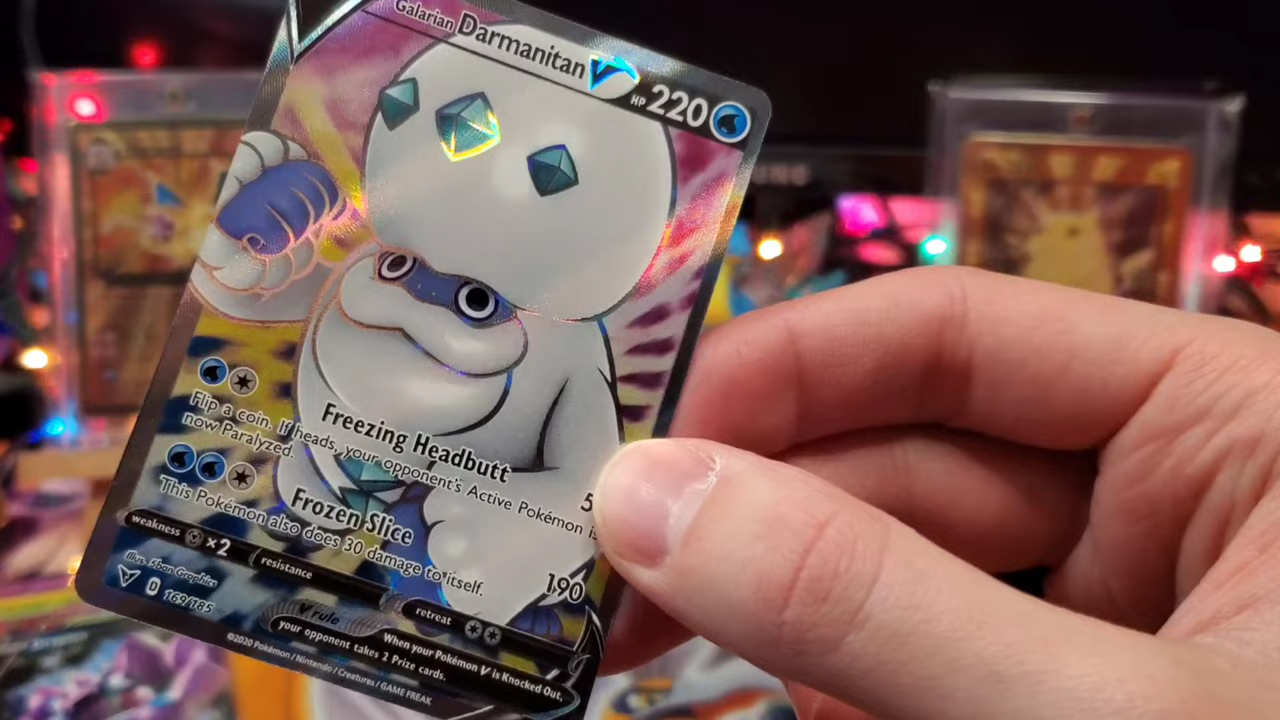 Galarian Darmanitan V HP 220
Freezing Headbutt 5
Flip a coin. If heads, your opponent's Active Pokémon is
now Paralyzed.
Frozen Slice 190
This Pokémon also does 30 damage to itself.
weakness ×2 resistance retreat
Illus. 5ban Graphics
D 169/185
V rule When your Pokémon V is Knocked Out,
your opponent takes 2 Prize cards.
©2020 Pokémon / Nintendo / Creatures / GAME FREAK